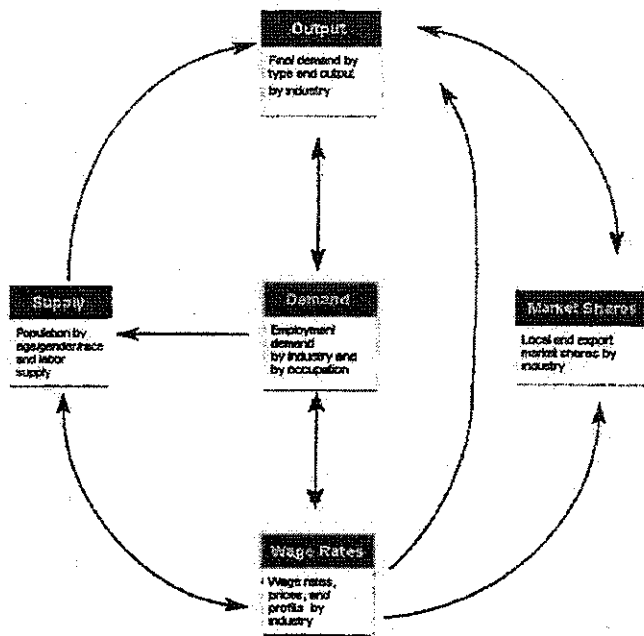 Output
Final demand by
type and output
by industry
Supply
Population by
age/gender/race
and labor
supply
Demand
Employment
demand
by industry and
by occupation
Market Shares
Local and export
market shares by
industry
Wage Rates
Wage rates,
prices, and
profits by
industry